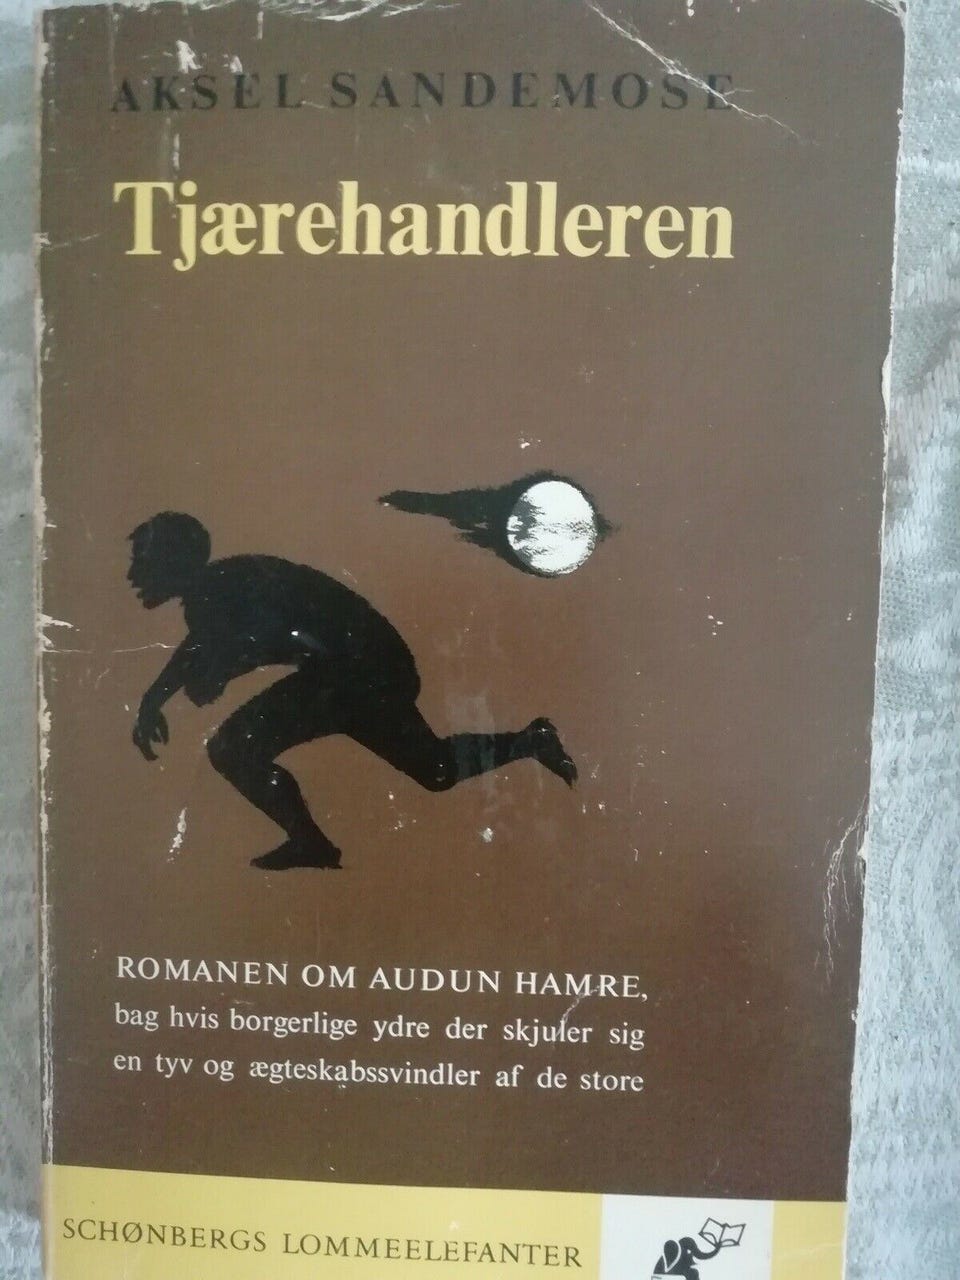 AKSEL SANDEMOSE
Tjærehandleren
ROMANEN OM AUDUN HAMRE,
bag hvis borgerlige ydre der skjuler sig
en tyv og ægteskabssvindler af de store
SCHØNBERGS LOMMEELEFANTER